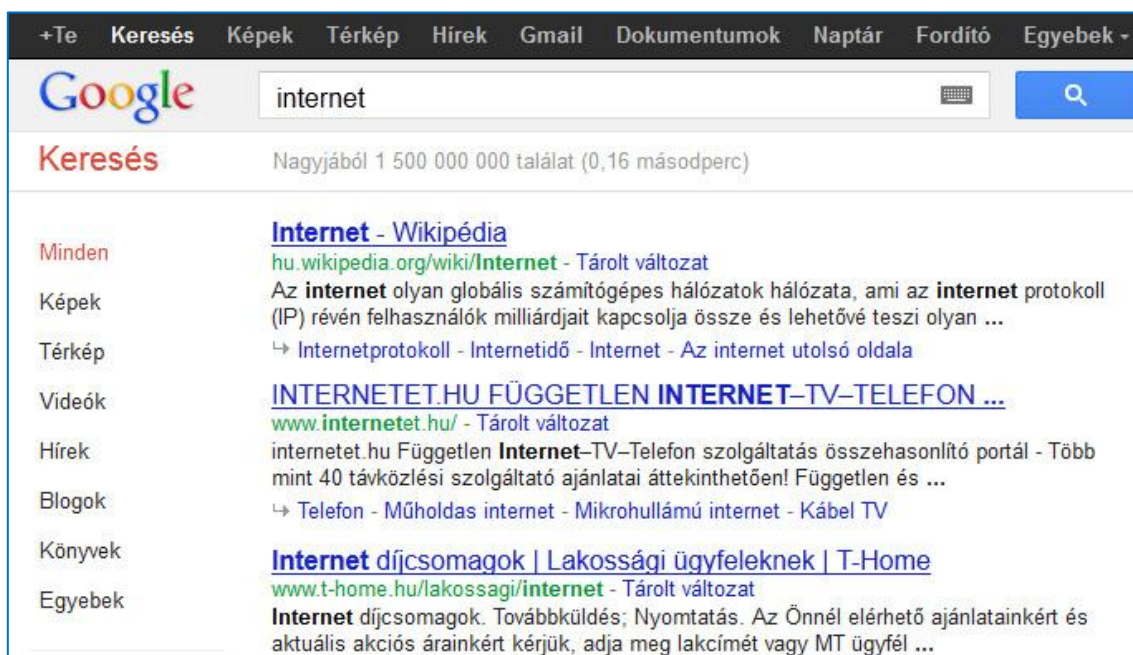 +Te Keresés Képek Térkép Hírek Gmail Dokumentumok Naptár Fordító Egyebek
Google internet
Keresés Nagyjából 1 500 000 000 találat (0,16 másodperc)
Minden
Képek
Térkép
Videók
Hírek
Blogok
Könyvek
Egyebek
Internet - Wikipédia
hu.wikipedia.org/wiki/Internet - Tárolt változat
Az internet olyan globális számítógépes hálózatok hálózata, ami az internet protokoll
(IP) révén felhasználók milliárdjait kapcsolja össze és lehetővé teszi olyan ...
Internetprotokoll - Internetidő - Internet - Az internet utolsó oldala
INTERNETET.HU FÜGGETLEN INTERNET–TV–TELEFON ...
www.internetet.hu/ - Tárolt változat
internetet.hu Független Internet–TV–Telefon szolgáltatás összehasonlító portál - Több
mint 40 távközlési szolgáltató ajánlatai áttekinthetően! Független és ...
Telefon - Műholdas internet - Mikrohullámú internet - Kábel TV
Internet díjcsomagok | Lakossági ügyfeleknek | T-Home
www.t-home.hu/lakossagi/internet - Tárolt változat
Internet díjcsomagok. Továbbküldés; Nyomtatás. Az Önnél elérhető ajánlatainkért és
aktuális akciós árainkért kérjük, adja meg lakcímét vagy MT ügyfél ...